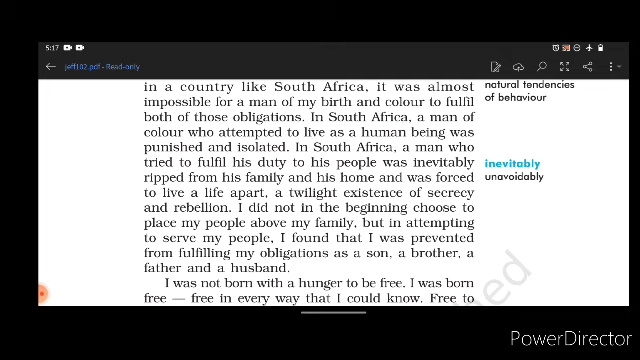 5:17
jeff102.pdf - Read-only
in a country like South Africa, it was almost
impossible for a man of my birth and colour to fulfil
both of those obligations. In South Africa, a man of
colour who attempted to live as a human being was
punished and isolated. In South Africa, a man who
tried to fulfil his duty to his people was inevitably
ripped from his family and his home and was forced
to live a life apart, a twilight existence of secrecy
and rebellion. I did not in the beginning choose to
place my people above my family, but in attempting
to serve my people, I found that I was prevented
from fulfilling my obligations as a son, a brother, a
father and a husband.
I was not born with a hunger to be free. I was born
free — free in every way that I could know. Free to
natural tendencies
of behaviour
inevitably
unavoidably
PowerDirector